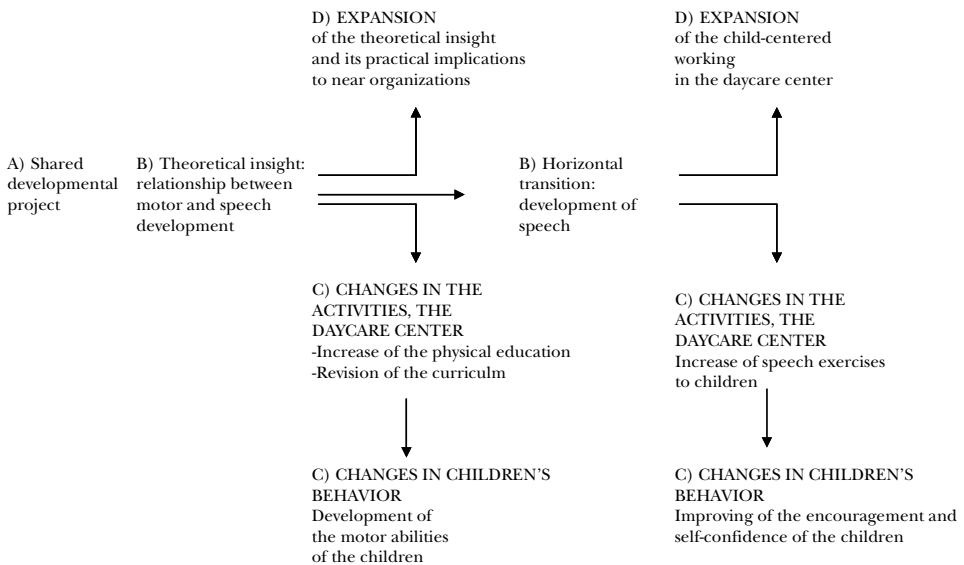 D) EXPANSION
of the theoretical insight
and its practical implications
to near organizations
D) EXPANSION
of the child-centered
working
in the daycare center
A) Shared
developmental
project
B) Theoretical insight:
relationship between
motor and speech
development
B) Horizontal
transition:
development of
speech
C) CHANGES IN THE
ACTIVITIES, THE
DAYCARE CENTER
-Increase of the physical education
-Revision of the curriculm
C) CHANGES IN THE
ACTIVITIES, THE
DAYCARE CENTER
Increase of speech exercises
to children
C) CHANGES IN CHILDREN’S
BEHAVIOR
Development of
the motor abilities
of the children
C) CHANGES IN CHILDREN’S
BEHAVIOR
Improving of the encouragement and
self-confidence of the children